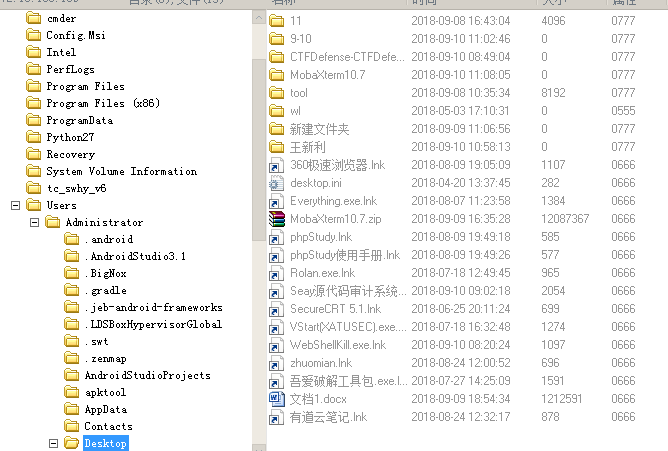 名称 时间 大小 属性
cmder
Config.Msi
Intel
PerfLogs
Program Files
Program Files (x86)
ProgramData
Python27
Recovery
System Volume Information
tc_swhy_v6
Users
Administrator
.android
.AndroidStudio3.1
.BigNox
.gradle
.jeb-android-frameworks
.LDSBoxHypervisorGlobal
.swt
.zenmap
AndroidStudioProjects
apktool
AppData
Contacts
Desktop
11 2018-09-08 16:43:04 4096 0777
9-10 2018-09-10 11:02:46 0 0777
CTFDefense-CTFDefe... 2018-09-10 08:49:04 0 0777
MobaXterm10.7 2018-09-10 11:08:05 0 0777
tool 2018-09-08 10:35:34 8192 0777
wl 2018-05-03 17:10:31 0 0555
新建文件夹 2018-09-09 11:06:56 0 0777
王新利 2018-09-10 10:58:13 0 0777
360极速浏览器.lnk 2018-08-09 19:05:09 1107 0666
desktop.ini 2018-04-20 13:37:45 282 0666
Everything.exe.lnk 2018-08-07 11:23:58 1384 0666
MobaXterm10.7.zip 2018-09-09 16:35:28 12087367 0666
phpStudy.lnk 2018-08-09 19:49:18 585 0666
phpStudy使用手册.lnk 2018-08-09 19:49:26 577 0666
Rolan.exe.lnk 2018-07-18 12:49:45 965 0666
Seay源代码审计系统... 2018-09-10 09:02:18 2054 0666
SecureCRT 5.1.lnk 2018-06-25 20:11:24 699 0666
VStart(XATUSEC).exe.... 2018-07-18 16:32:48 1274 0666
WebShellKill.exe.lnk 2018-09-10 08:20:24 1097 0666
zhuomian.lnk 2018-08-24 12:00:52 696 0666
吾爱破解工具包.exe.l... 2018-07-27 14:25:09 1591 0666
文档1.docx 2018-09-09 18:54:34 1212591 0666
有道云笔记.lnk 2018-08-24 12:32:17 878 0666